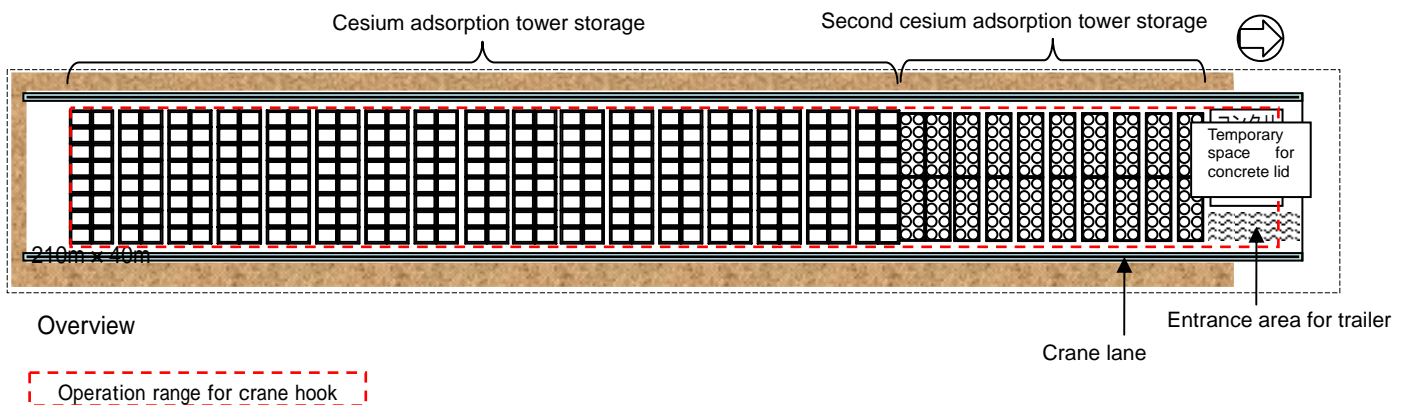 Cesium adsorption tower storage
Second cesium adsorption tower storage
Temporary
space for
concrete lid
210m x 40m
Overview
Entrance area for trailer
Crane lane
Operation range for crane hook